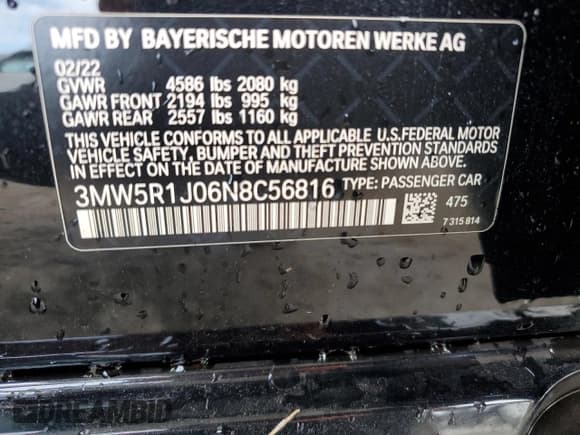 MFD BY BAYERISCHE MOTOREN WERKE AG
02/22
GVWR 4586 lbs 2080 kg
GAWR FRONT 2194 lbs 995 kg
GAWR REAR 2557 lbs 1160 kg
THIS VEHICLE CONFORMS TO ALL APPLICABLE U.S.FEDERAL MOTOR
VEHICLE SAFETY, BUMPER, AND THEFT PREVENTION STANDARDS
IN EFFECT ON THE DATE OF MANUFACTURE SHOWN ABOVE.
3MW5R1J06N8C56816 TYPE: PASSENGER CAR
475
7 315 814
DREAMBID